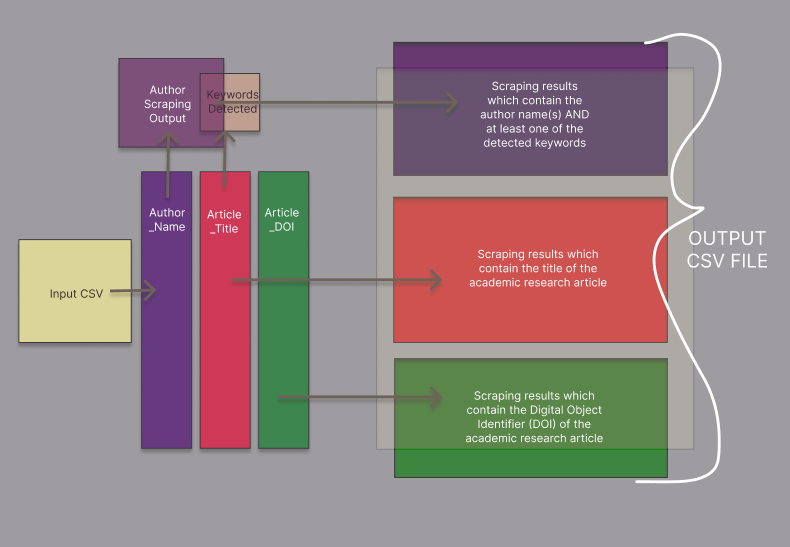 Author
Scraping
Output
Keywords
Detected
Scraping results
which contain the
author name(s) AND
at least one of the
detected keywords
Author
_Name
Article
_Title
Article
_DOI
Input CSV
Scraping results which
contain the title of the
academic research article
OUTPUT
CSV FILE
Scraping results which
contain the Digital Object
Identifier (DOI) of the
academic research article